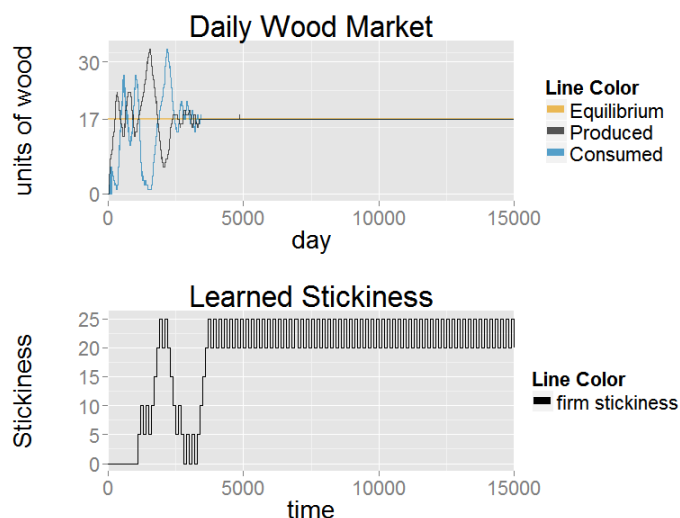 Daily Wood Market
units of wood
30
17
0
0
5000
10000
15000
day
Line Color
Equilibrium
Produced
Consumed
Learned Stickiness
Stickiness
25
20
15
10
5
0
0
5000
10000
15000
time
Line Color
firm stickiness